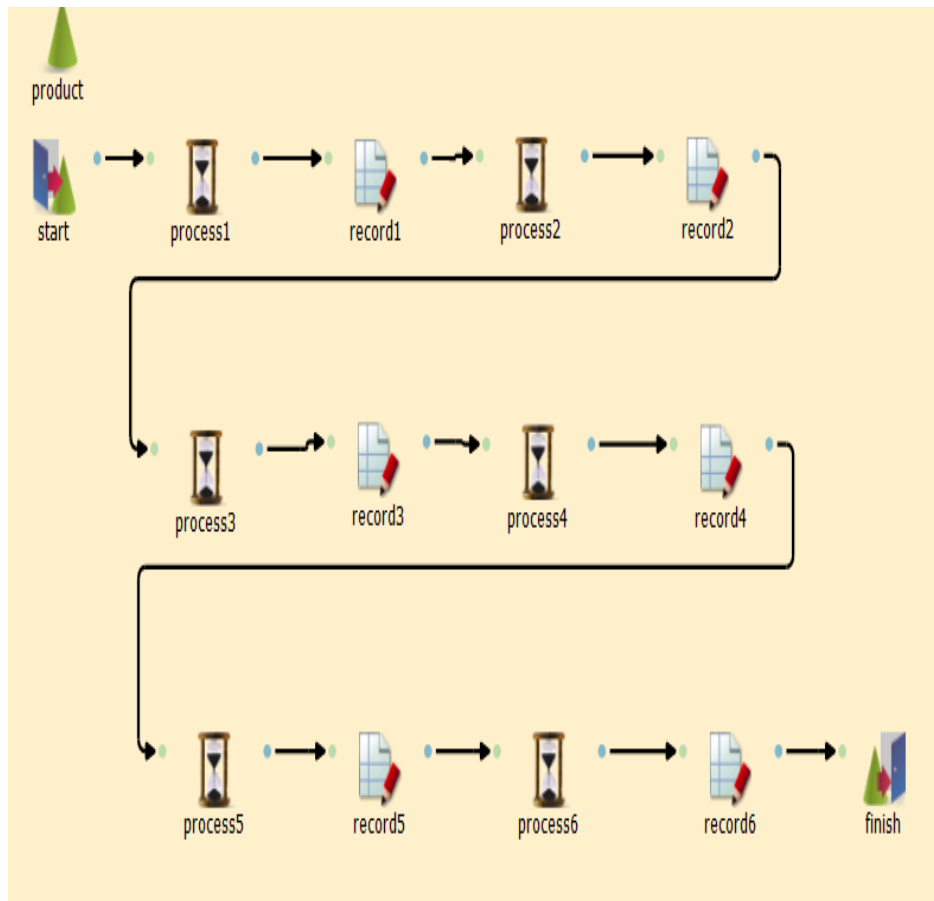 product
start
process1
record1
process2
record2
process3
record3
process4
record4
process5
record5
process6
record6
finish